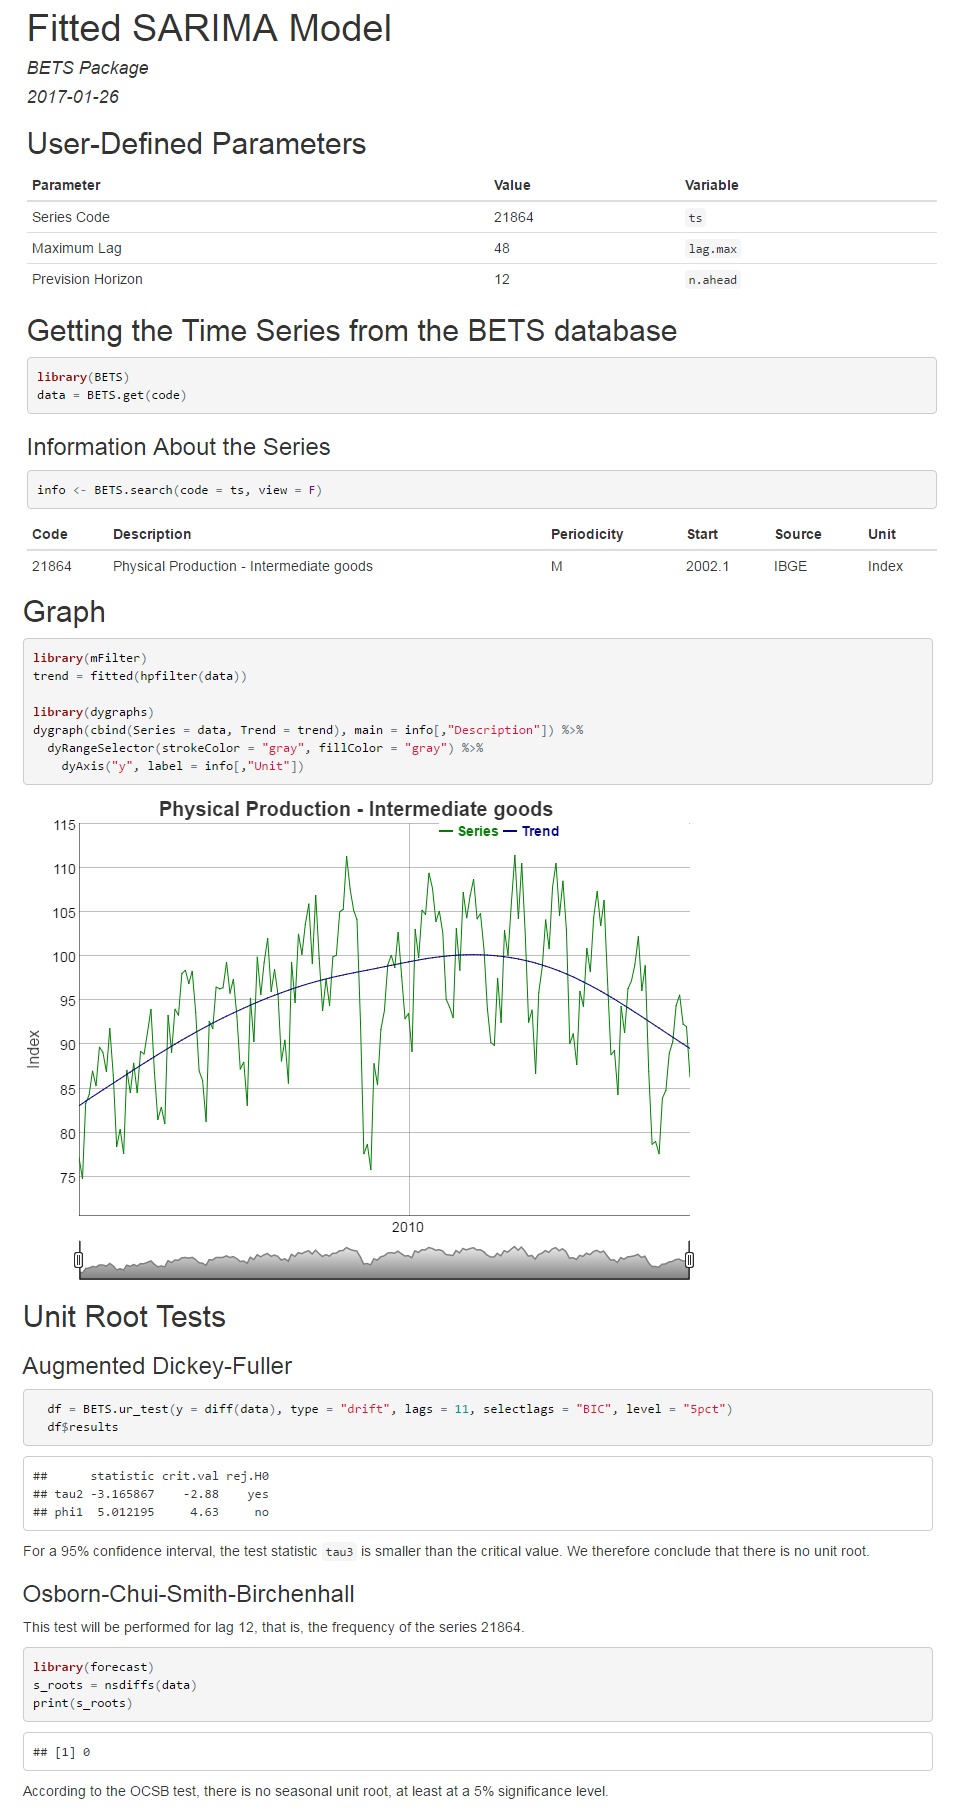 Fitted SARIMA Model
BETS Package
2017-01-26
User-Defined Parameters
Parameter Value Variable
Series Code 21864 ts
Maximum Lag 48 lag.max
Prevision Horizon 12 n.ahead
Getting the Time Series from the BETS database
library(BETS)
data = BETS.get(code)
Information About the Series
info <- BETS.search(code = ts, view = F)
Code Description Periodicity Start Source Unit
21864 Physical Production - Intermediate goods M 2002.1 IBGE Index
Graph
library(mFilter)
trend = fitted(hpfilter(data))
library(dygraphs)
dygraph(cbind(Series = data, Trend = trend), main = info[,"Description"]) %>%
dyRangeSelector(strokeColor = "gray", fillColor = "gray") %>%
dyAxis("y", label = info[,"Unit"])
Physical Production - Intermediate goods
Series Trend
115
110
105
100
95
90
85
80
75
Index
2010
Unit Root Tests
Augmented Dickey-Fuller
df = BETS.ur_test(y = diff(data), type = "drift", lags = 11, selectlags = "BIC", level = "5pct")
df$results
## statistic crit.val rej.H0
## tau2 -3.165867 -2.88 yes
## phi1 5.012195 4.63 no
For a 95% confidence interval, the test statistic tau3 is smaller than the critical value. We therefore conclude that there is no unit root.
Osborn-Chui-Smith-Birchenhall
This test will be performed for lag 12, that is, the frequency of the series 21864.
library(forecast)
s_roots = nsdiffs(data)
print(s_roots)
## [1] 0
According to the OCSB test, there is no seasonal unit root, at least at a 5% significance level.